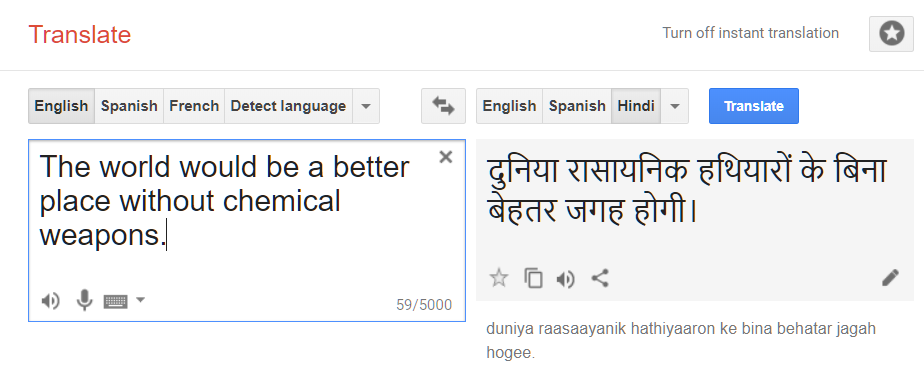 Translate
Turn off instant translation
English Spanish French Detect language
English Spanish Hindi
Translate
The world would be a better
place without chemical
weapons.
59/5000
दुनिया रासायनिक हथियारों के बिना
बेहतर जगह होगी।
duniya raasaayanik hathiyaaron ke bina behatar jagah
hogee.